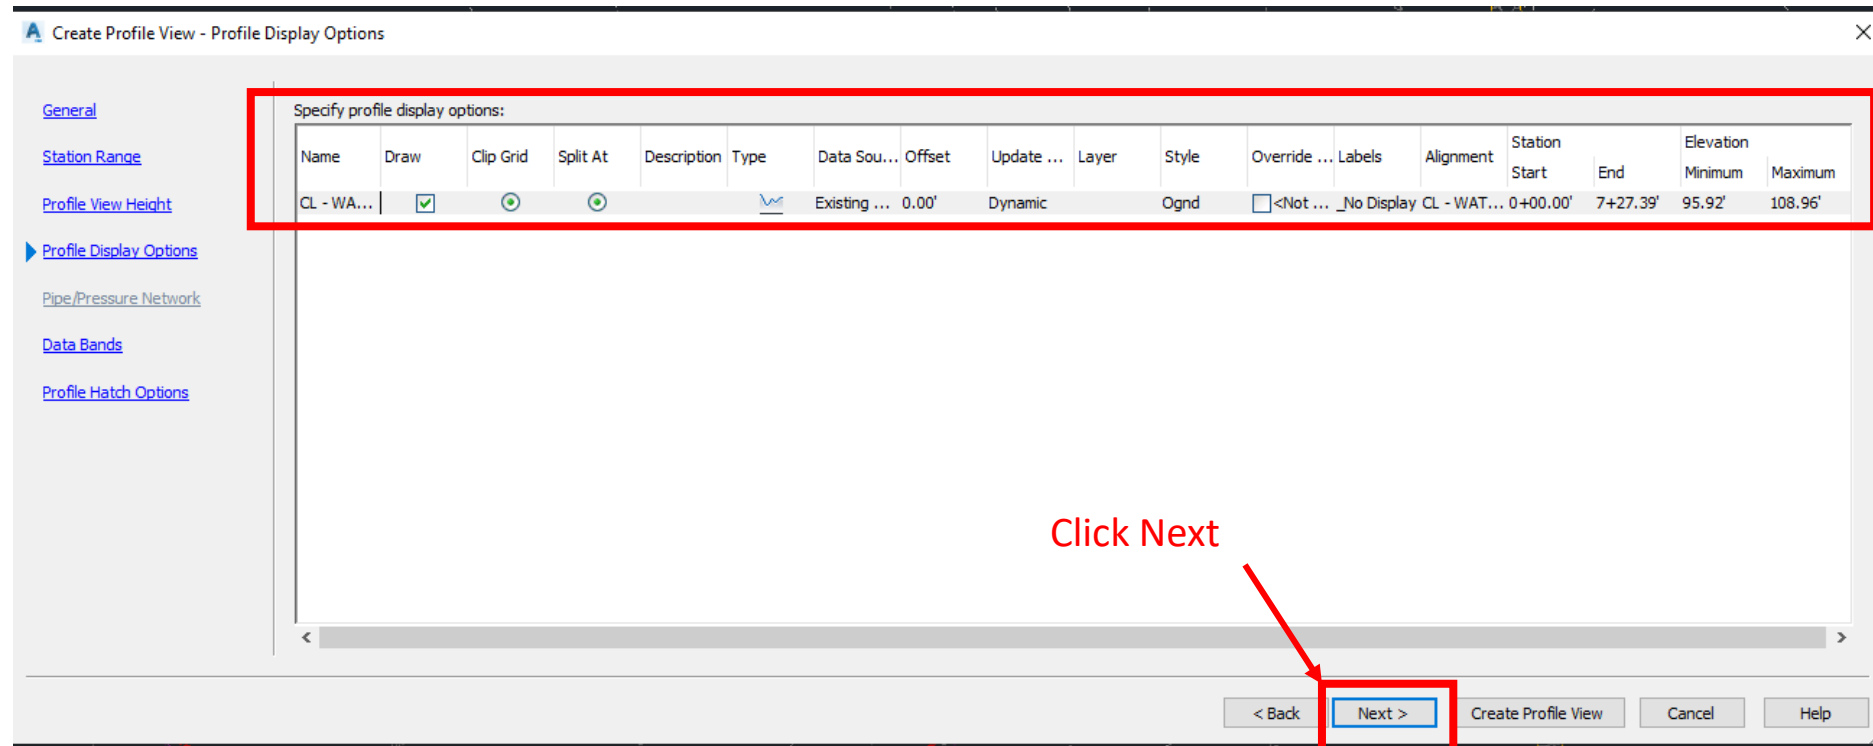 Create Profile View - Profile Display Options
General
Station Range
Profile View Height
Profile Display Options
Pipe/Pressure Network
Data Bands
Profile Hatch Options
Specify profile display options:
Name Draw Clip Grid Split At Description Type Data Sou... Offset Update ... Layer Style Override ... Labels Alignment Station Elevation
Start End Minimum Maximum
CL - WA... Existing ... 0.00' Dynamic Ognd <Not ... _No Display CL - WAT... 0+00.00' 7+27.39' 95.92' 108.96'
Click Next
< Back Next > Create Profile View Cancel Help